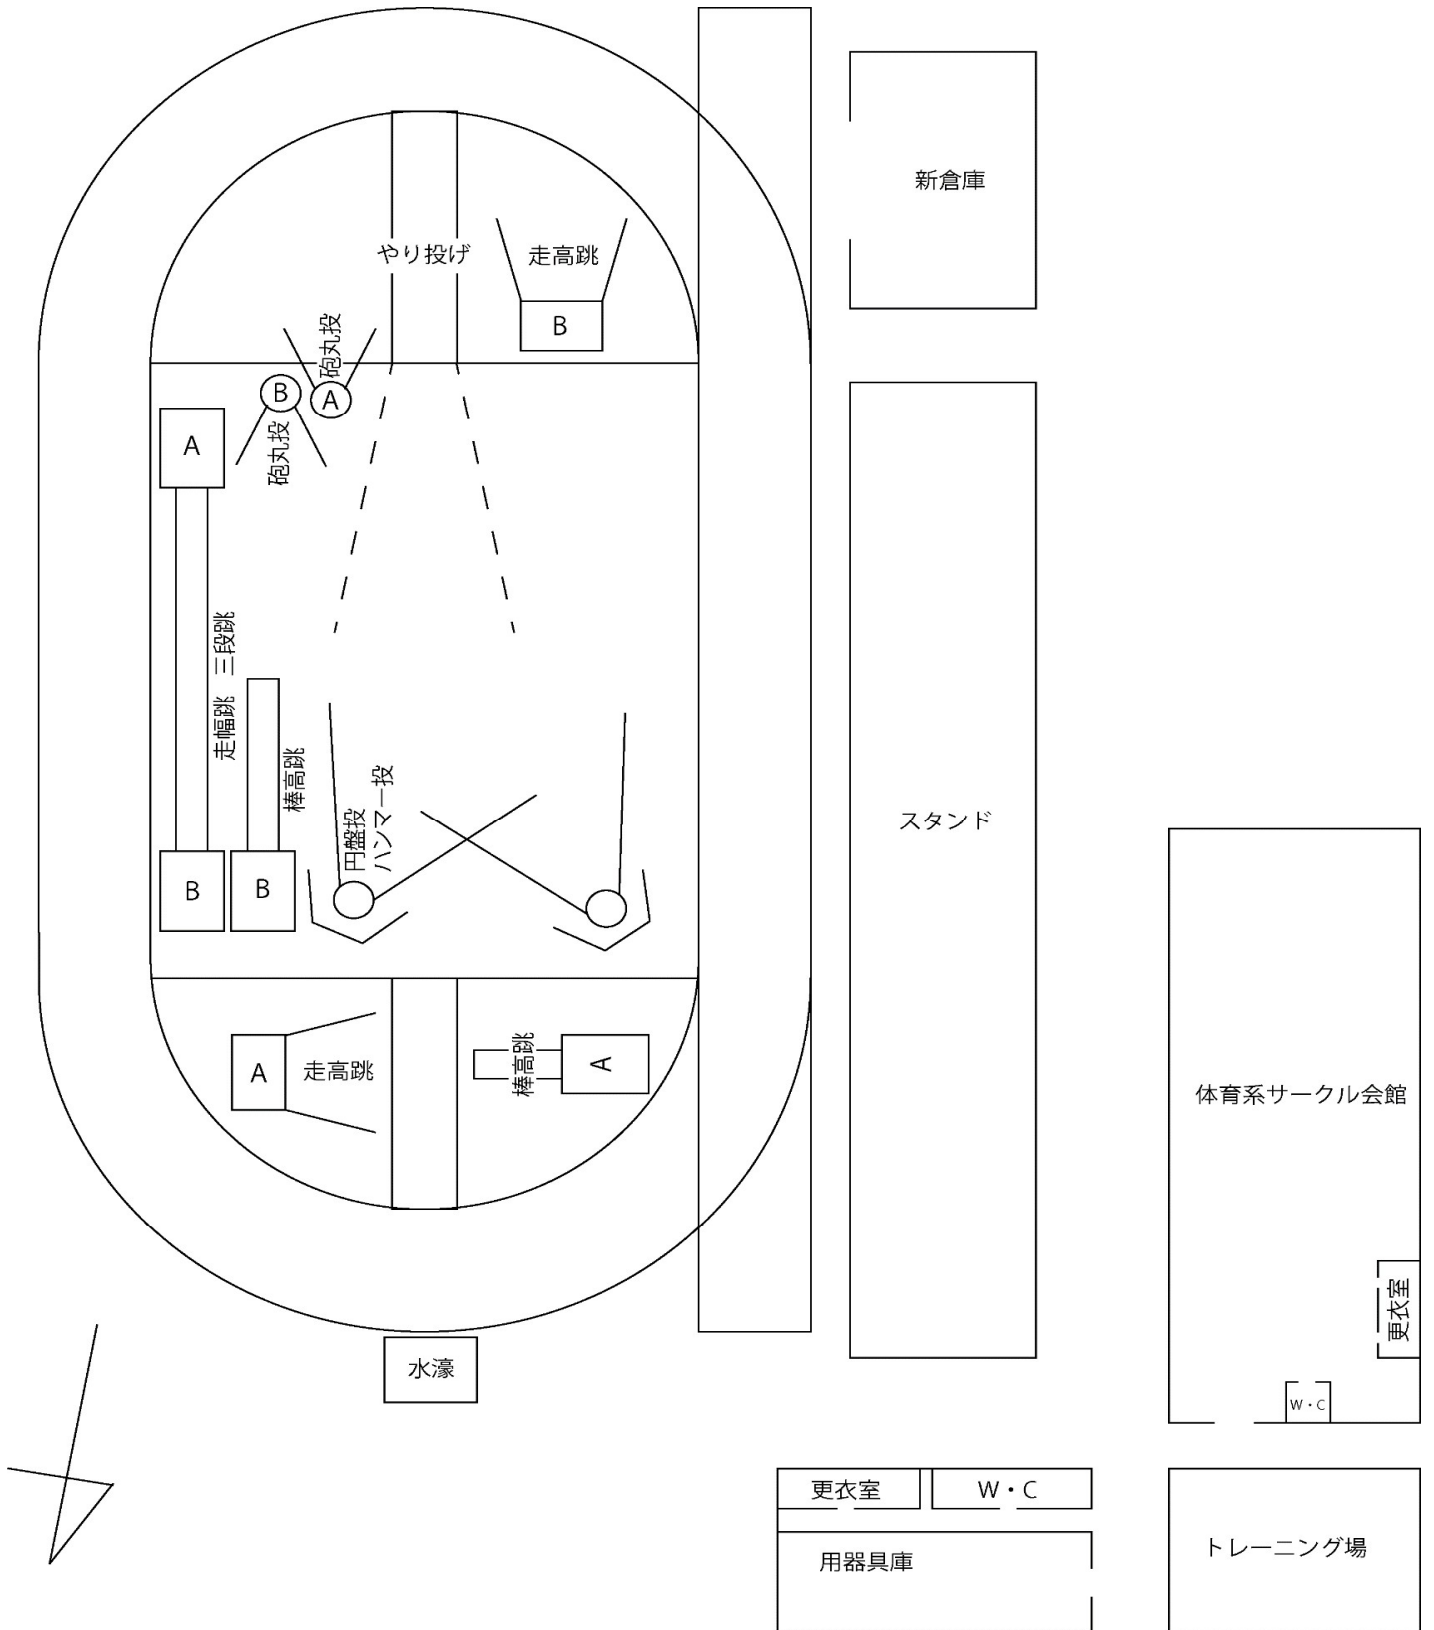 新倉庫
やり投げ
走高跳
B
砲丸投
A
B
砲丸投
A
三段跳
走幅跳
棒高跳
円盤投
ハンマー投
スタンド
B
B
A
走高跳
棒高跳
A
体育系サークル会館
更衣室
W・C
水濠
更衣室
W・C
用器具庫
トレーニング場